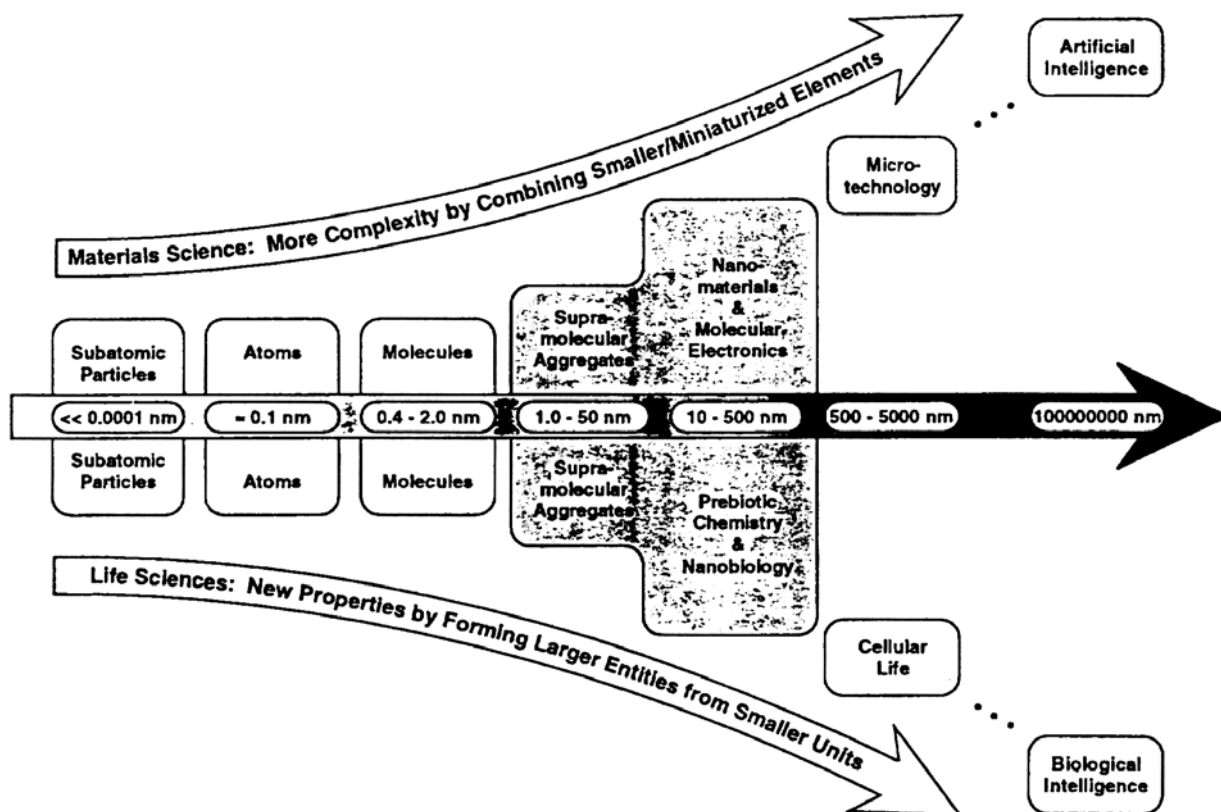 Artificial
Intelligence
Micro-
technology
Materials Science: More Complexity by Combining Smaller/Miniaturized Elements
Nano-
materials
&
Molecular
Electronics
Supra-
molecular
Aggregates
Subatomic
Particles
Atoms
Molecules
<< 0.0001 nm
≈ 0.1 nm
0.4 - 2.0 nm
1.0 - 50 nm
10 - 500 nm
500 - 5000 nm
100000000 nm
Subatomic
Particles
Atoms
Molecules
Supra-
molecular
Aggregates
Prebiotic
Chemistry
&
Nanobiology
Life Sciences: New Properties by Forming Larger Entities from Smaller Units
Cellular
Life
Biological
Intelligence